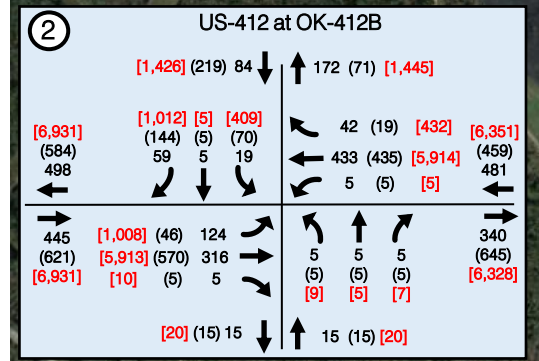 2
US-412 at OK-412B
[1,426] (219) 84
172 (71) [1,445]
[1,012] [5] [409]
(144) (5) (70)
59 5 19
42 (19) [432]
433 (435) [5,914]
5 (5) [5]
[6,931]
(584)
498
[6,351]
(459)
481
445
(621)
[6,931]
[1,008] (46) 124
[5,913] (570) 316
[10] (5) 5
5 5 5
(5) (5) (5)
[9] [5] [7]
340
(645)
[6,328]
[20] (15) 15
15 (15) [20]